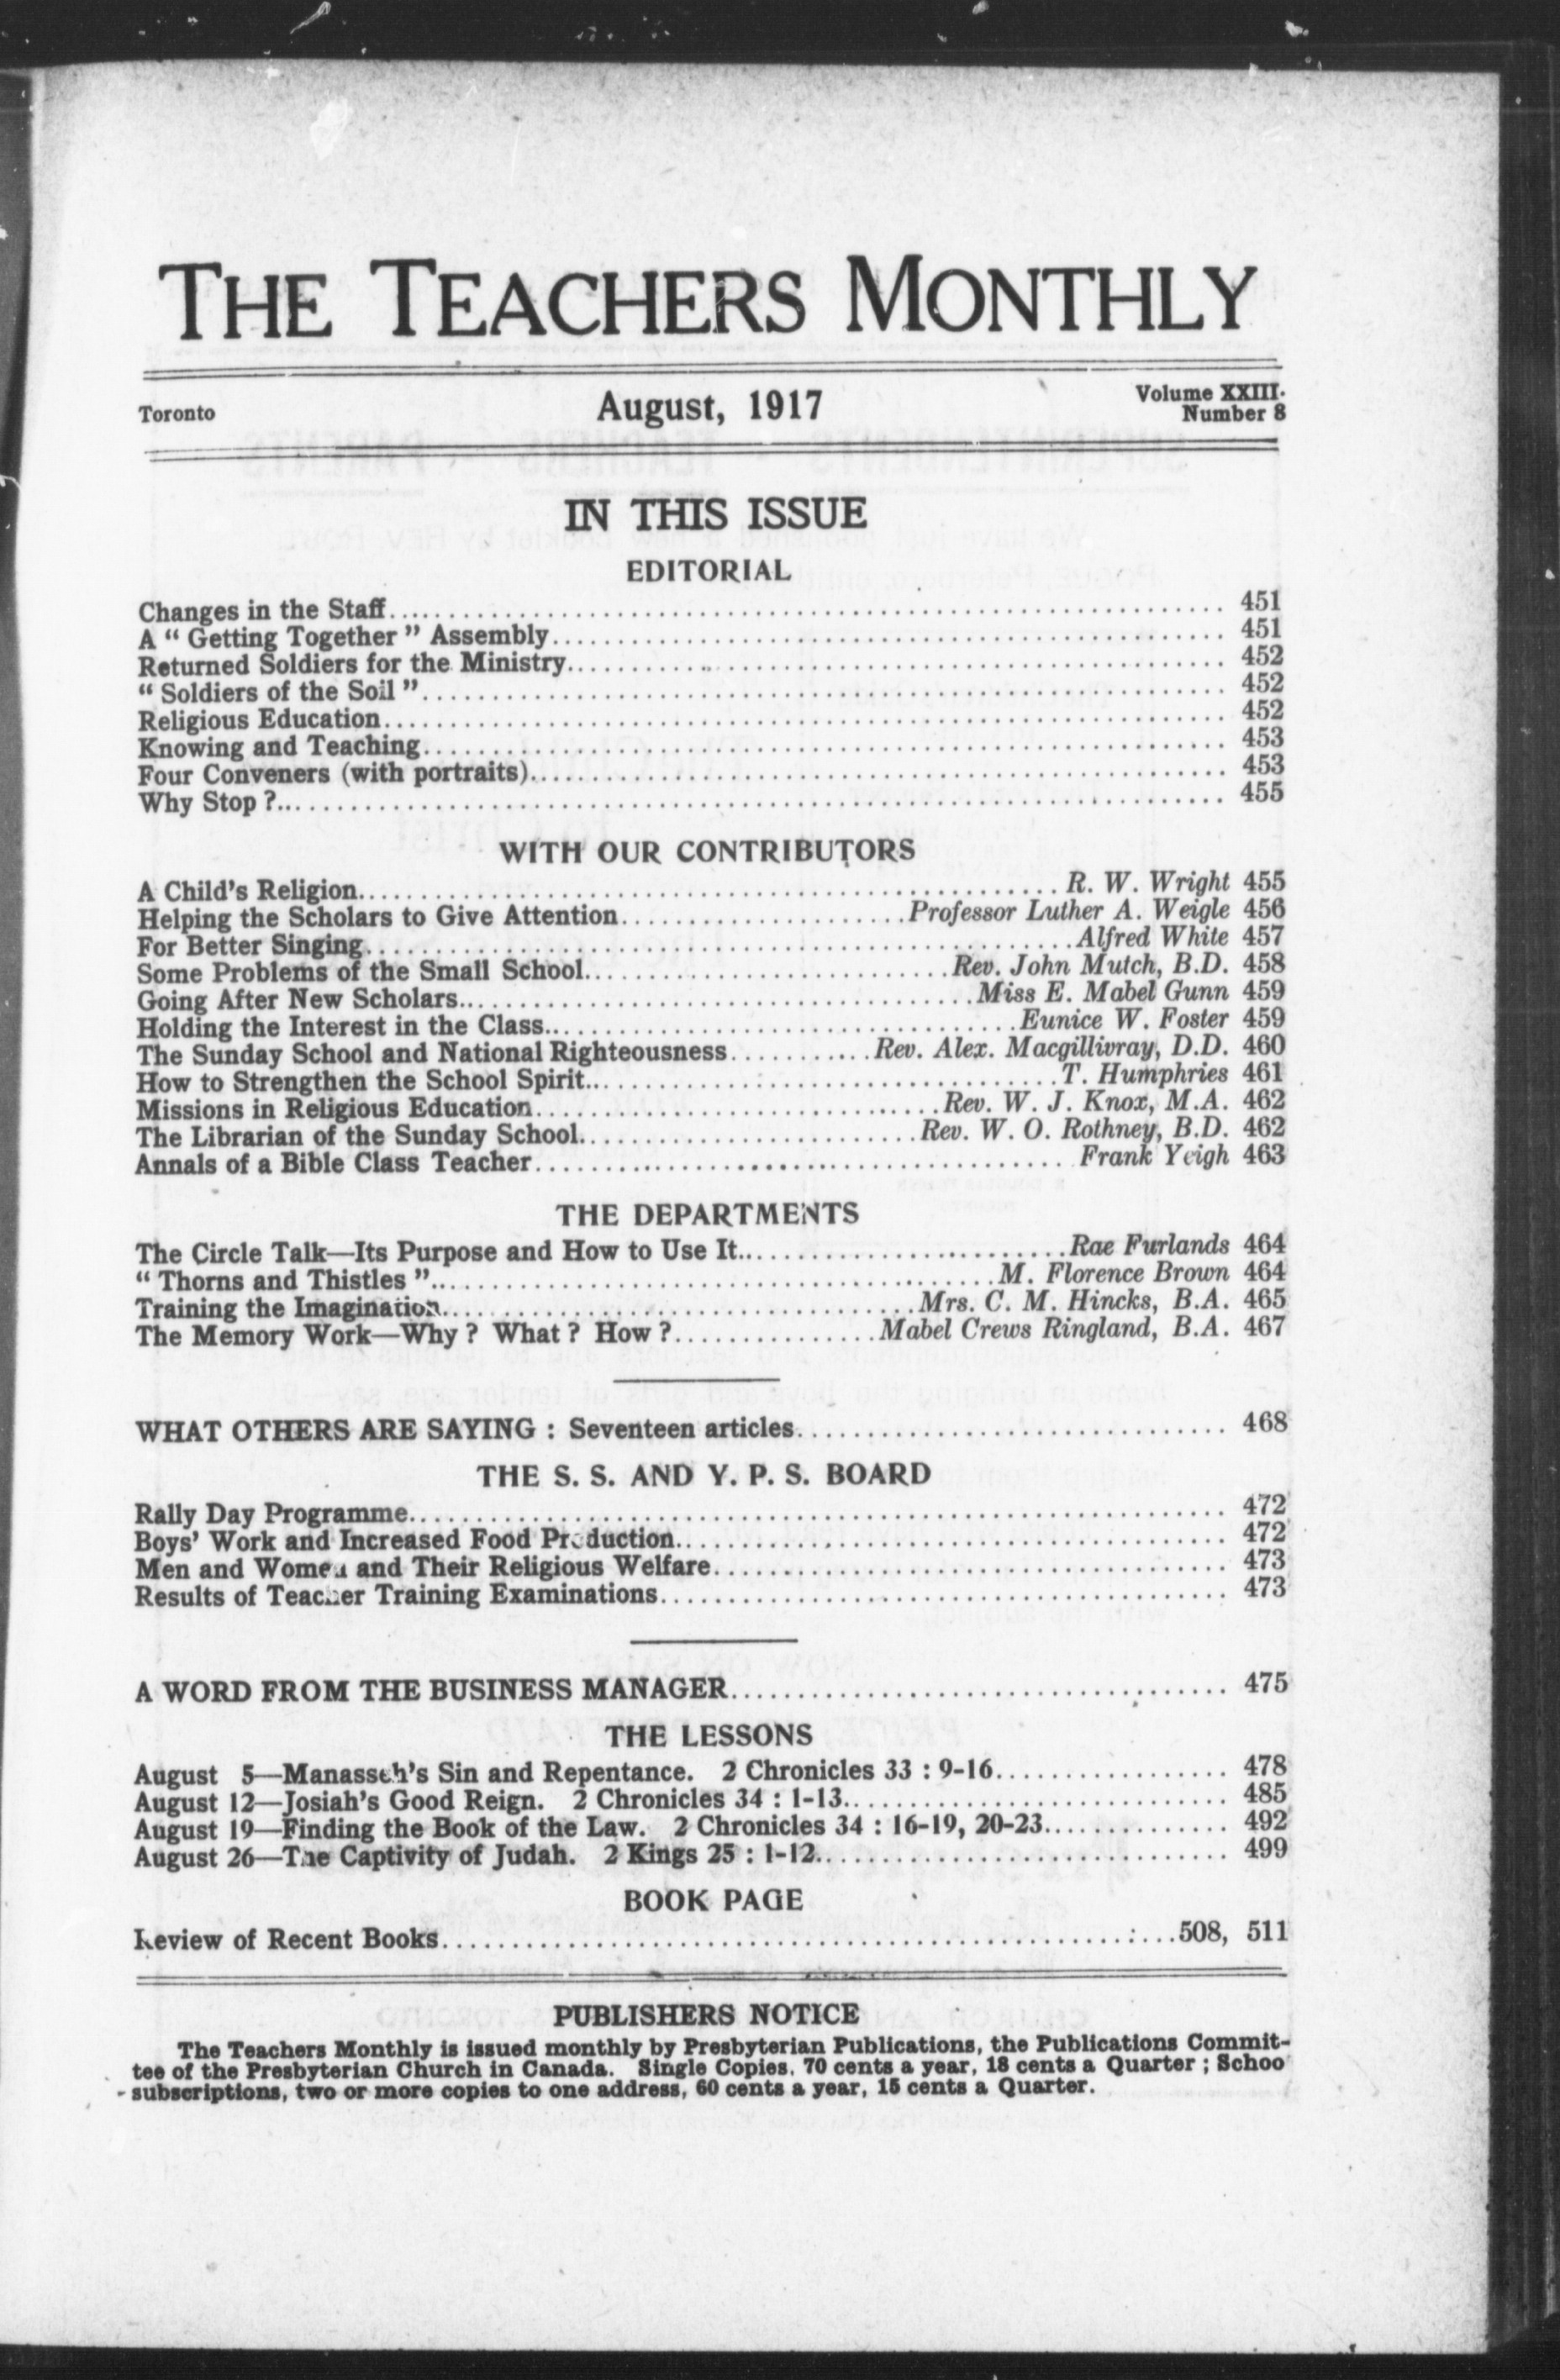 THE TEACHERS MONTHLY
Toronto August, 1917 Volume XXIII.
Number 8
IN THIS ISSUE
EDITORIAL
Changes in the Staff 451
A “ Getting Together ” Assembly 451
Returned Soldiers for the Ministry 452
“ Soldiers of the Soil ” 452
Religious Education 452
Knowing and Teaching 453
Four Conveners (with portraits) 453
Why Stop ? 455
WITH OUR CONTRIBUTORS
A Child's Religion R. W. Wright 455
Helping the Scholars to Give Attention Professor Luther A. Weigle 456
For Better Singing Alfred White 457
Some Problems of the Small School Rev. John Mutch, B.D. 458
Going After New Scholars Miss E. Mabel Gunn 459
Holding the Interest in the Class Eunice W. Foster 459
The Sunday School and National Righteousness Rev. Alex. Macgillivray, D.D. 460
How to Strengthen the School Spirit T. Humphries 461
Missions in Religious Education Rev. W. J. Knox, M.A. 462
The Librarian of the Sunday School Rev. W. O. Rothney, B.D. 462
Annals of a Bible Class Teacher Frank Yeigh 463
THE DEPARTMENTS
The Circle Talk—Its Purpose and How to Use It Rae Furlands 464
“ Thorns and Thistles ” M. Florence Brown 464
Training the Imagination Mrs. C. M. Hincks, B.A. 465
The Memory Work—Why ? What ? How ? Mabel Crews Ringland, B.A. 467
WHAT OTHERS ARE SAYING : Seventeen articles 468
THE S. S. AND Y. P. S. BOARD
Rally Day Programme 472
Boys' Work and Increased Food Production 472
Men and Women and Their Religious Welfare 473
Results of Teacher Training Examinations 473
A WORD FROM THE BUSINESS MANAGER 475
THE LESSONS
August 5—Manasseh's Sin and Repentance. 2 Chronicles 33 : 9-16 478
August 12—Josiah's Good Reign. 2 Chronicles 34 : 1-13 485
August 19—Finding the Book of the Law. 2 Chronicles 34 : 16-19, 20-23 492
August 26—The Captivity of Judah. 2 Kings 25 : 1-12 499
BOOK PAGE
Review of Recent Books 508, 511
PUBLISHERS NOTICE
The Teachers Monthly is issued monthly by Presbyterian Publications, the Publications Commit-
tee of the Presbyterian Church in Canada. Single Copies, 70 cents a year, 18 cents a Quarter ; Schoo
subscriptions, two or more copies to one address, 60 cents a year, 15 cents a Quarter.